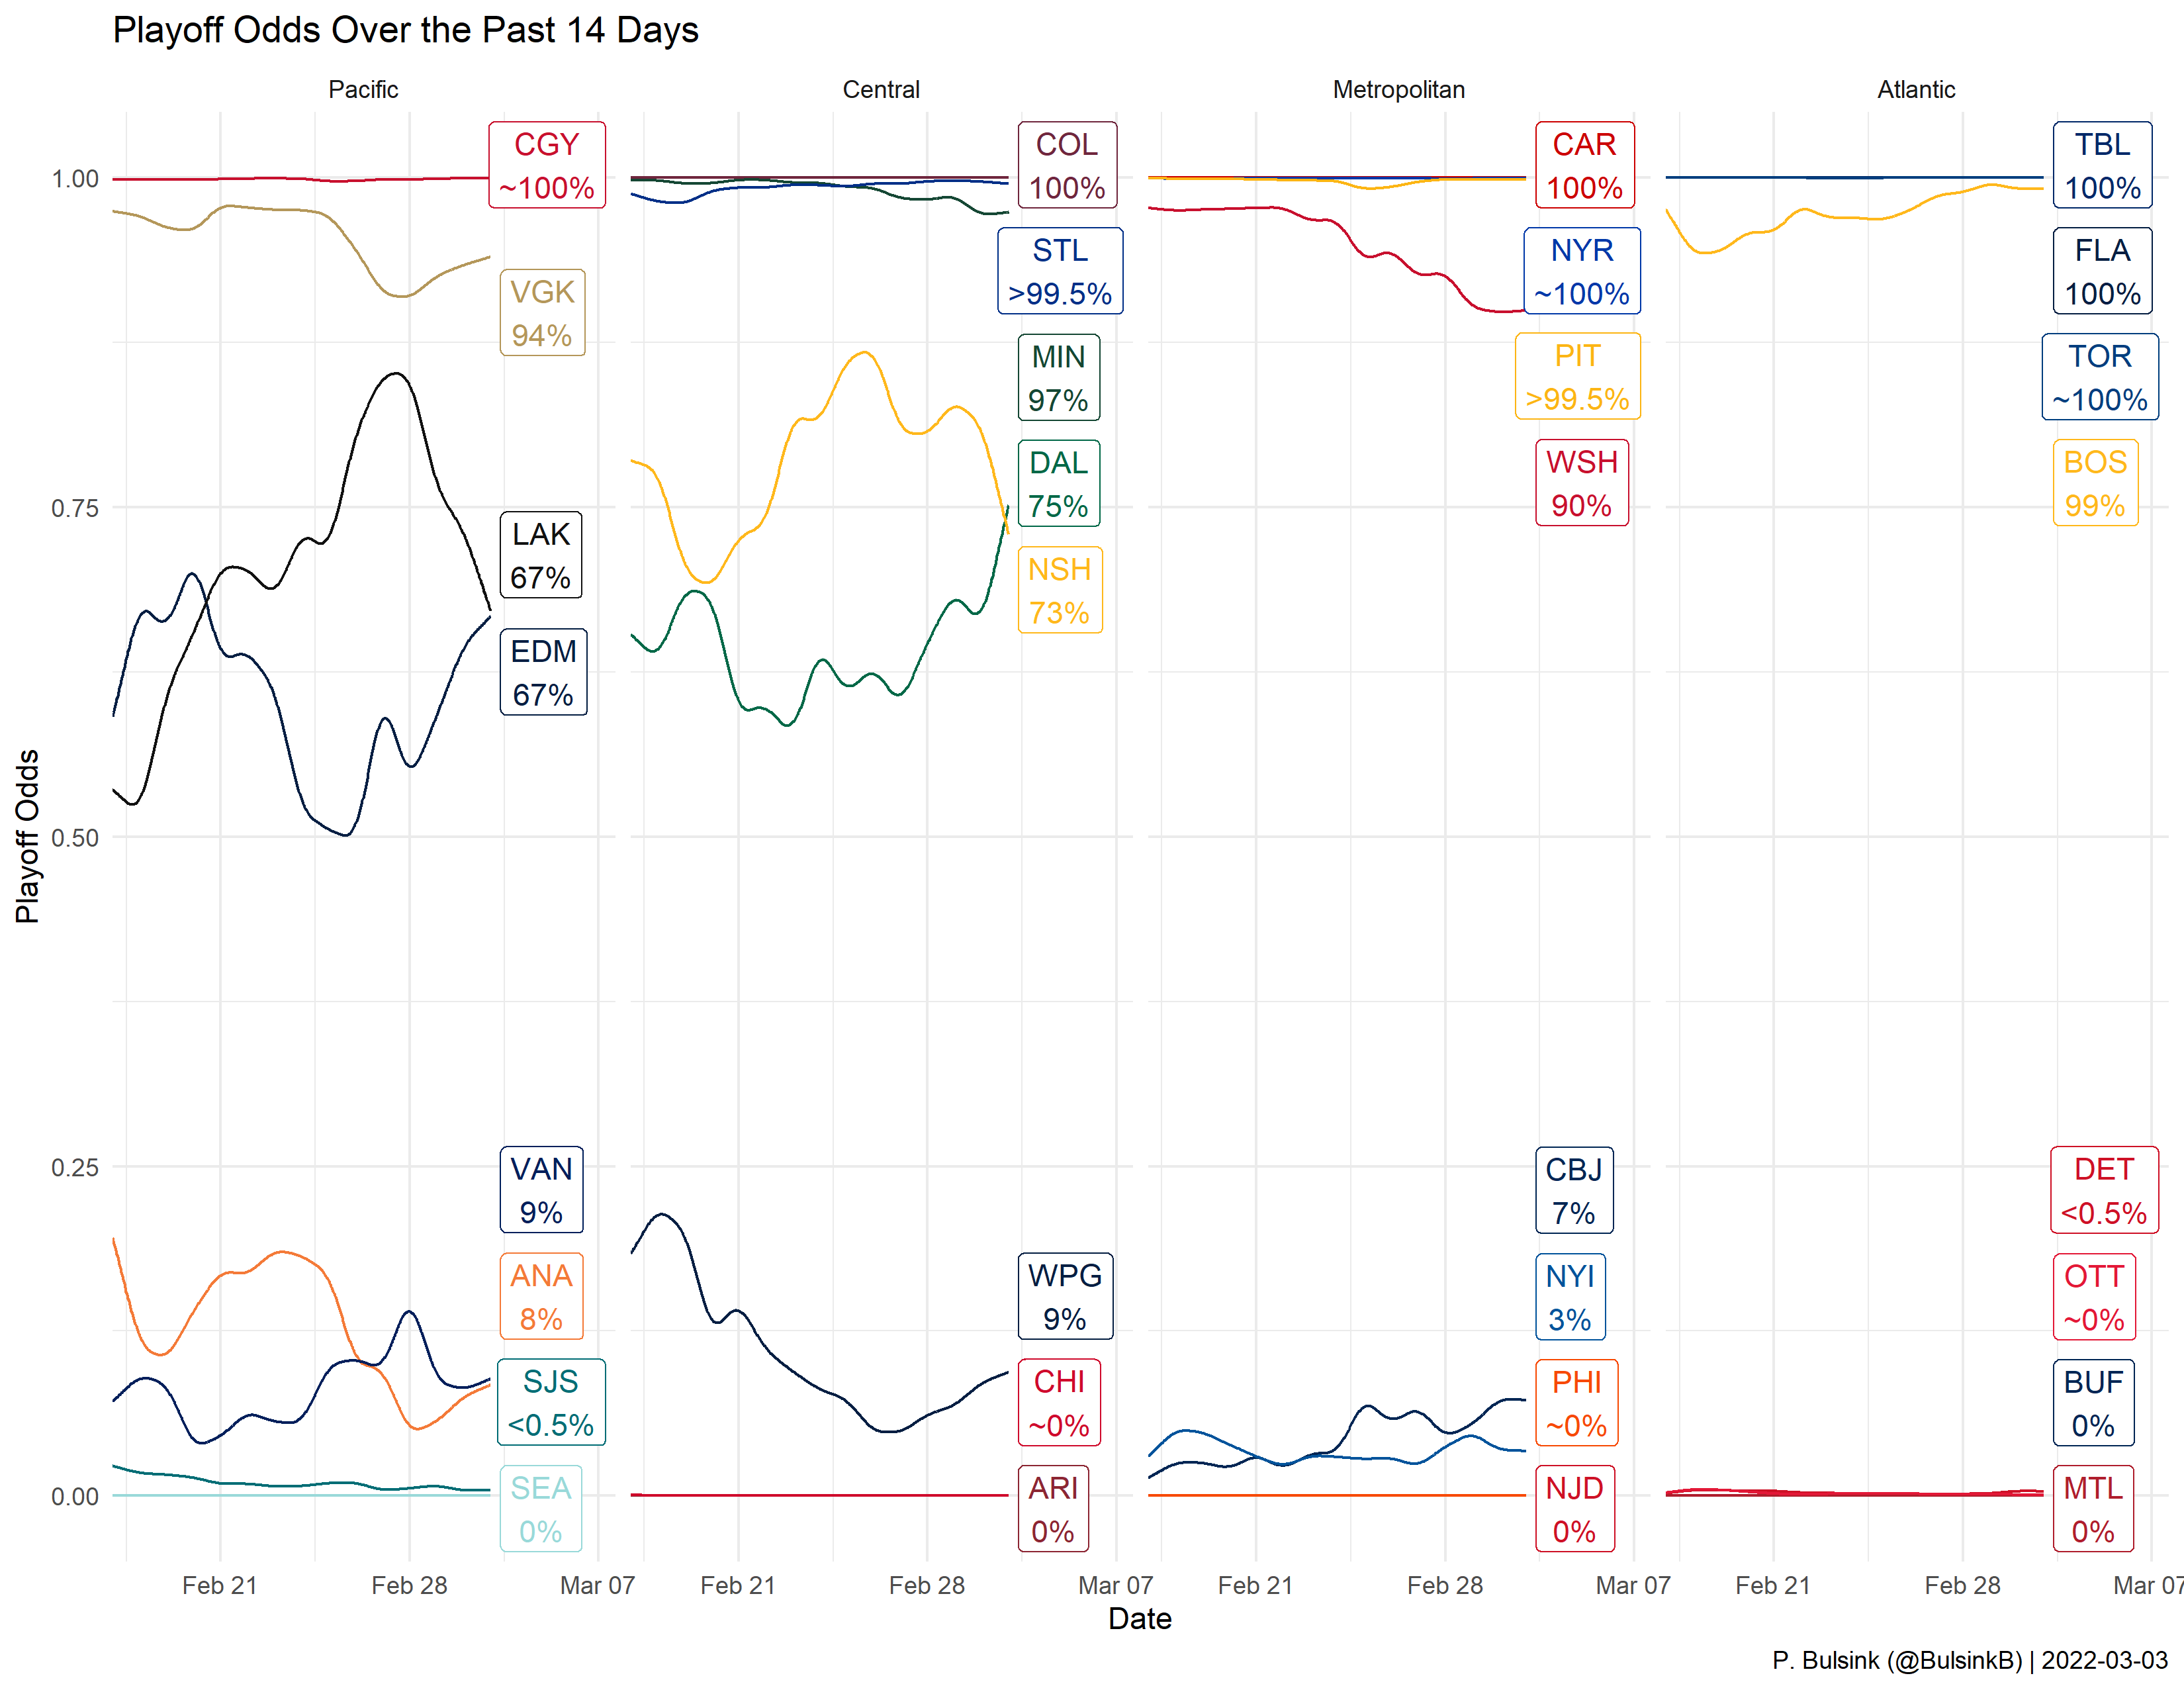 Playoff Odds Over the Past 14 Days
Pacific
Central
Metropolitan
Atlantic
Playoff Odds
1.00
0.75
0.50
0.25
0.00
CGY
~100%
VGK
94%
LAK
67%
EDM
67%
VAN
9%
ANA
8%
SJS
<0.5%
SEA
0%
COL
100%
STL
>99.5%
MIN
97%
DAL
75%
NSH
73%
WPG
9%
CHI
~0%
ARI
0%
CAR
100%
NYR
~100%
PIT
>99.5%
WSH
90%
CBJ
7%
NYI
3%
PHI
~0%
NJD
0%
TBL
100%
FLA
100%
TOR
~100%
BOS
99%
DET
<0.5%
OTT
~0%
BUF
0%
MTL
0%
Feb 21
Feb 28
Mar 07
Feb 21
Feb 28
Mar 07
Feb 21
Feb 28
Mar 07
Feb 21
Feb 28
Mar 07
Date
P. Bulsink (@BulsinkB) | 2022-03-03